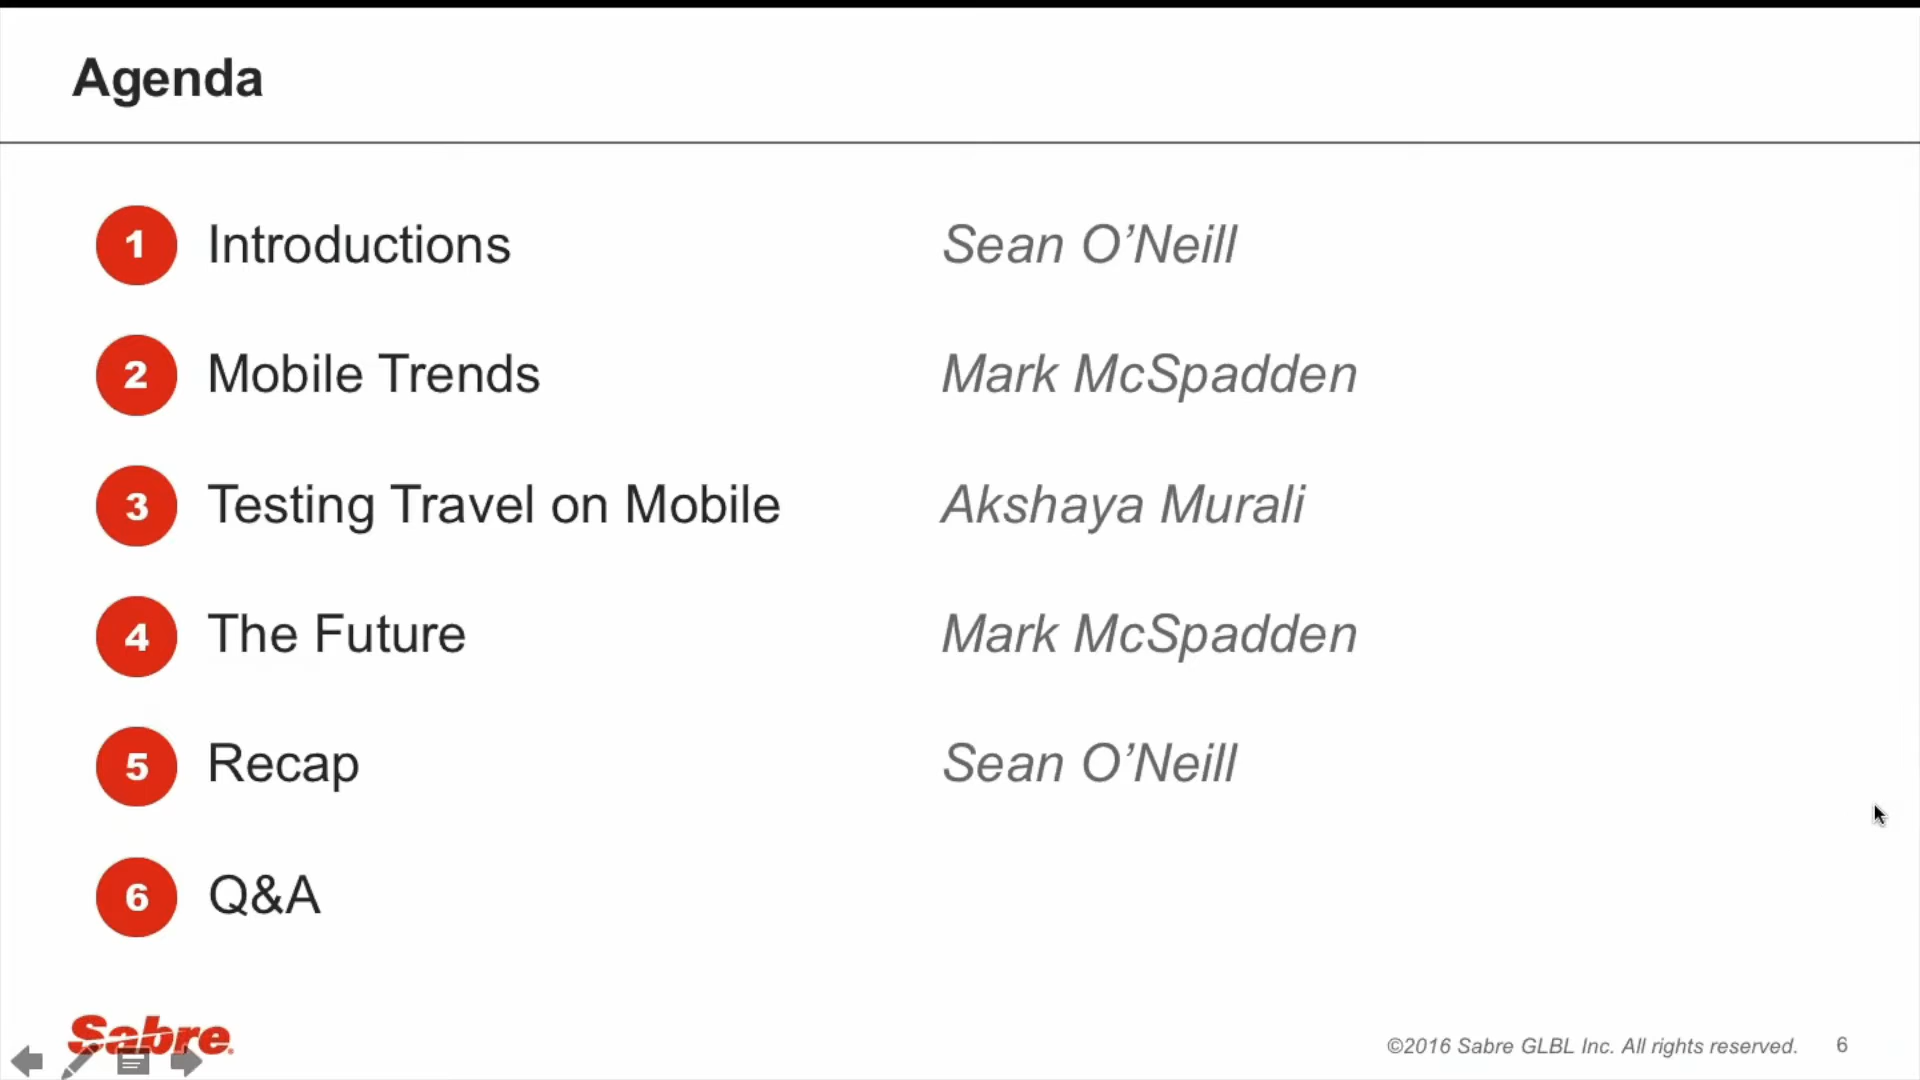 Agenda
1 Introductions Sean O’Neill
2 Mobile Trends Mark McSpadden
3 Testing Travel on Mobile Akshaya Murali
4 The Future Mark McSpadden
5 Recap Sean O’Neill
6 Q&A
Sabre
©2016 Sabre GLBL Inc. All rights reserved. 6